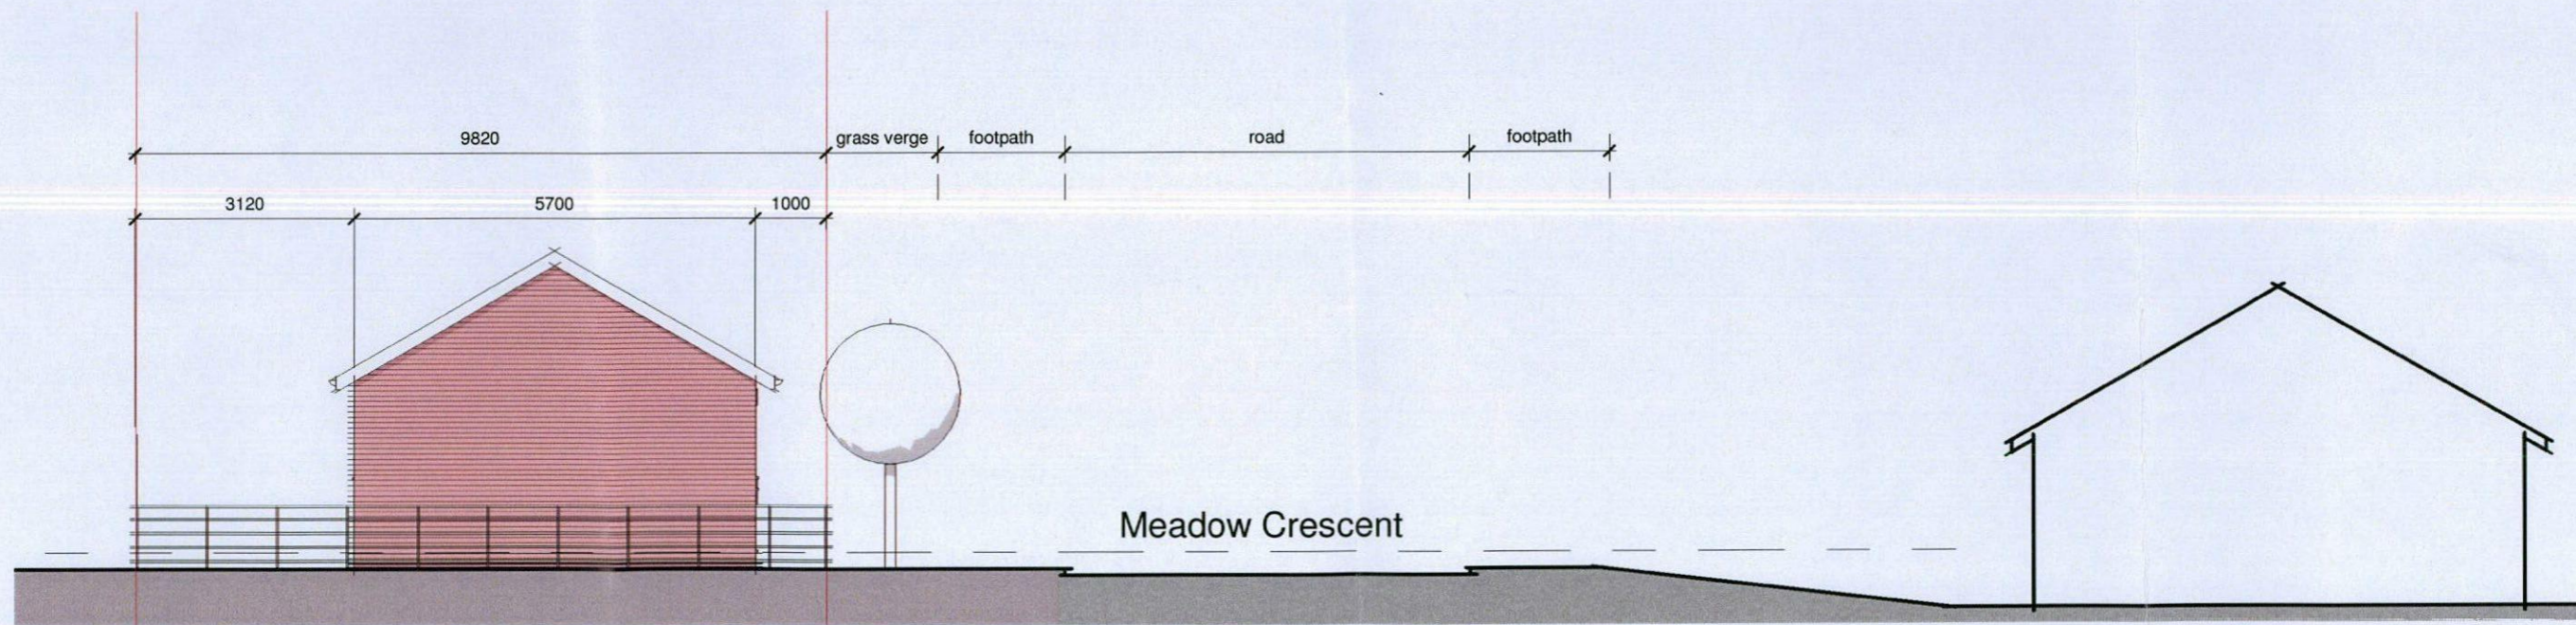 9820 grass verge footpath road footpath
3120 5700 1000
Meadow Crescent